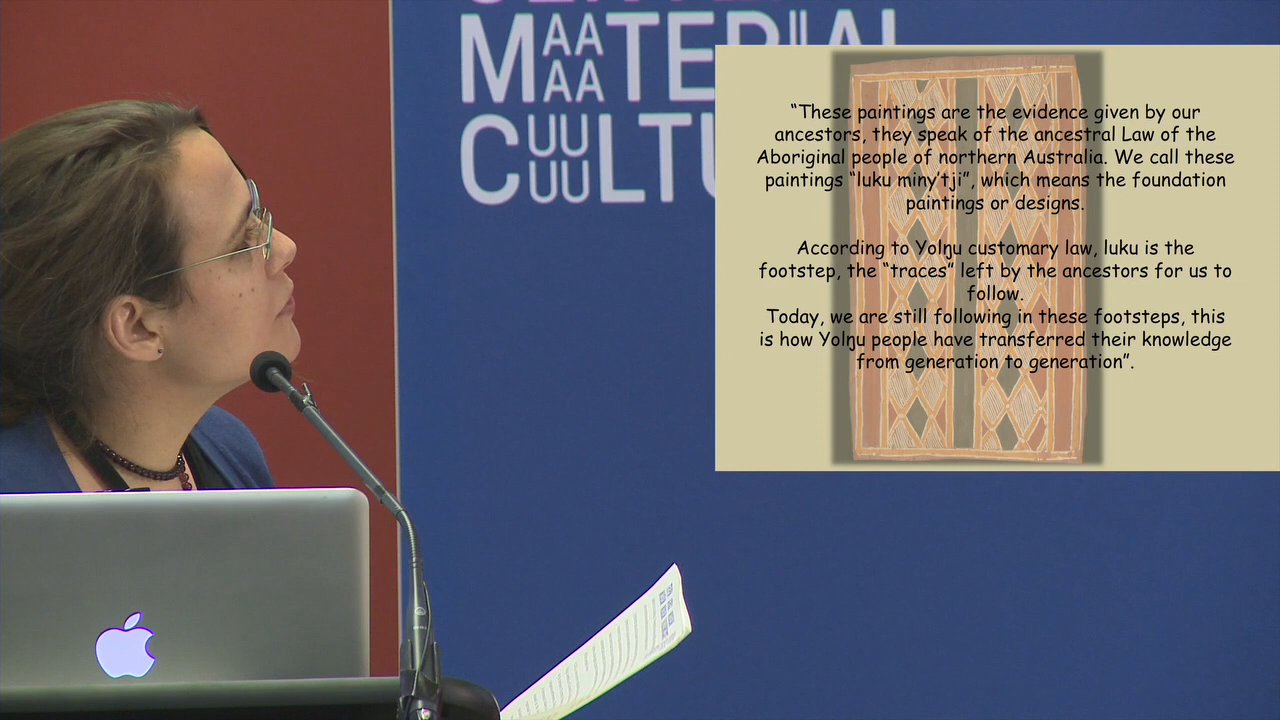 MAAAATERIIAL
CUUUULTU
“These paintings are the evidence given by our
ancestors, they speak of the ancestral Law of the
Aboriginal people of northern Australia. We call these
paintings “luku miny’tji”, which means the foundation
paintings or designs.
According to Yolŋu customary law, luku is the
footstep, the “traces” left by the ancestors for us to
follow.
Today, we are still following in these footsteps, this
is how Yolŋu people have transferred their knowledge
from generation to generation”.